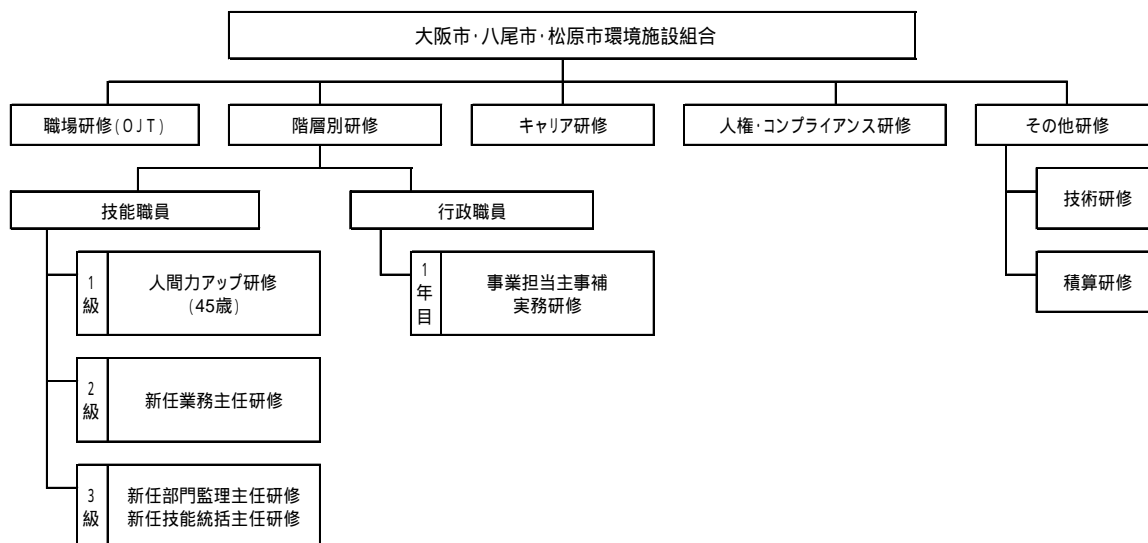 大阪市・八尾市・松原市環境施設組合
職場研修(OJT)
階層別研修
キャリア研修
人権・コンプライアンス研修
その他研修
技能職員
行政職員
技術研修
積算研修
1級
人間力アップ研修
(45歳)
1年目
事業担当主事補
実務研修
2級
新任業務主任研修
3級
新任部門監理主任研修
新任技能統括主任研修